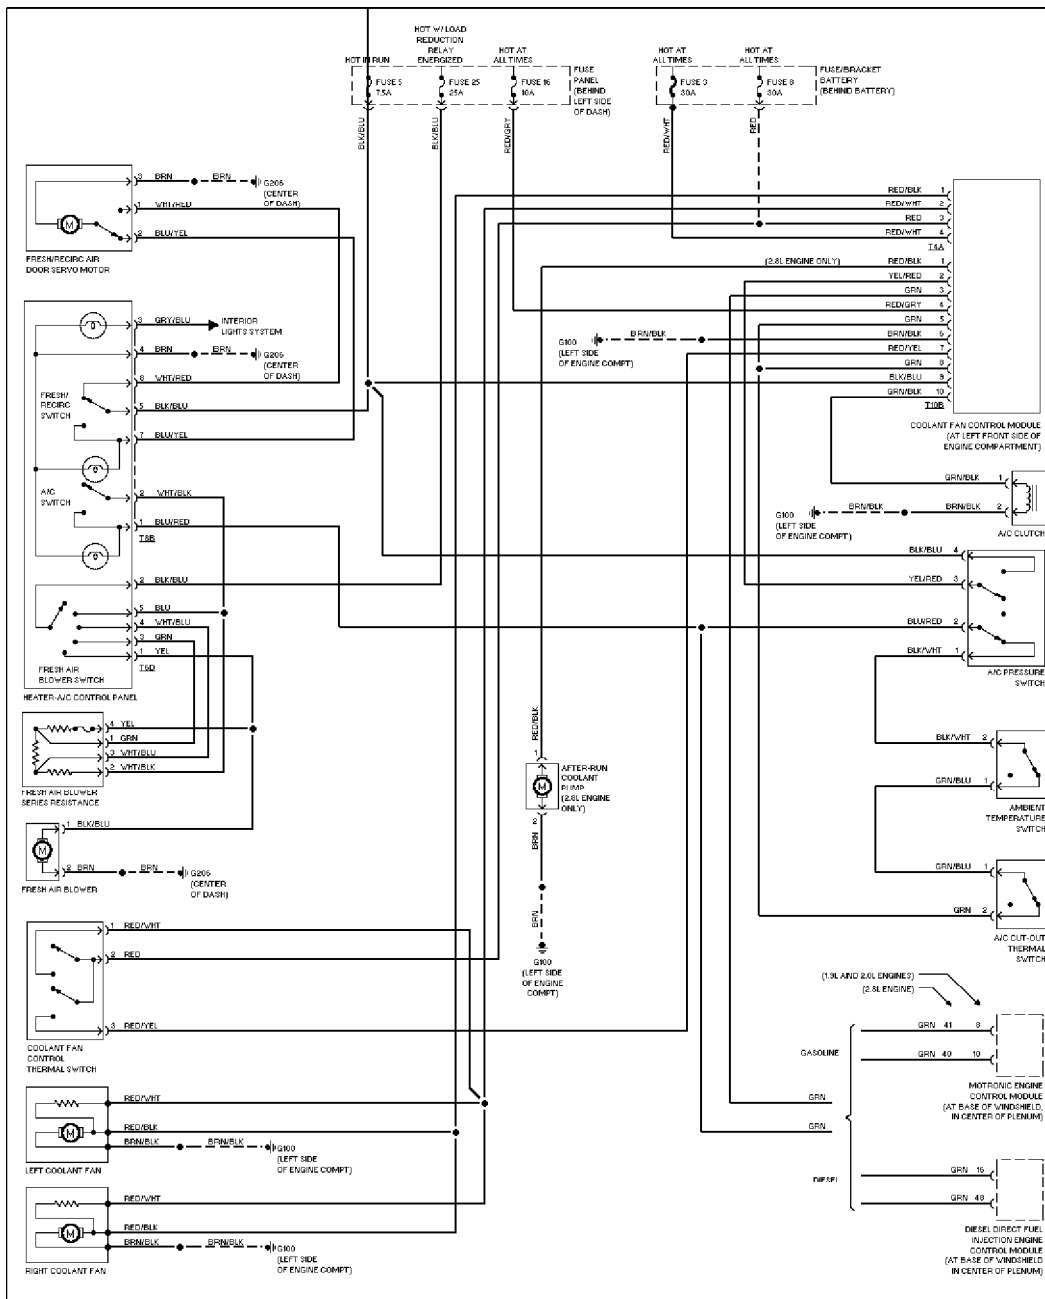 HOT IN RUN
HOT W/ LOAD
REDUCTION
RELAY
ENERGIZED
HOT AT
ALL TIMES
HOT AT
ALL TIMES
HOT AT
ALL TIMES
FUSE 5
7.5A
FUSE 25
25A
FUSE 16
10A
FUSE
PANEL
(BEHIND
LEFT SIDE
OF DASH)
FUSE 3
30A
FUSE 8
30A
FUSE/BRACKET
BATTERY
(BEHIND BATTERY)
BLK/BLU
BLK/BLU
RED/GRY
RED/WHT
RED
3 BRN BRN
G206
(CENTER
OF DASH)
1 WHT/RED
2 BLU/YEL
M
FRESH/RECIRC AIR
DOOR SERVO MOTOR
RED/BLK 1
RED/WHT 2
RED 3
RED/WHT 4
T4A
(2.8L ENGINE ONLY) RED/BLK 1
YEL/RED 2
GRN 3
RED/GRY 4
GRN 5
BRN/BLK BRN/BLK 6
RED/YEL 7
GRN 8
BLK/BLU 9
GRN/BLK 10
T10B
G100
(LEFT SIDE
OF ENGINE COMPT)
COOLANT FAN CONTROL MODULE
(AT LEFT FRONT SIDE OF
ENGINE COMPARTMENT)
3 GRY/BLU
INTERIOR
LIGHTS SYSTEM
4 BRN BRN
G206
(CENTER
OF DASH)
8 WHT/RED
5 BLK/BLU
7 BLU/YEL
FRESH/
RECIRC
SWITCH
A/C
SWITCH
2 WHT/BLK
1 BLU/RED
T8B
2 BLK/BLU
5 BLU
4 WHT/BLU
3 GRN
1 YEL
T6D
FRESH AIR
BLOWER SWITCH
HEATER-A/C CONTROL PANEL
GRN/BLK 1
BRN/BLK BRN/BLK 2
G100
(LEFT SIDE
OF ENGINE COMPT)
A/C CLUTCH
BLK/BLU 4
YEL/RED 3
BLU/RED 2
BLK/WHT 1
A/C PRESSURE
SWITCH
4 YEL
1 GRN
3 WHT/BLU
2 WHT/BLK
FRESH AIR BLOWER
SERIES RESISTANCE
RED/BLK
1
M
2
AFTER-RUN
COOLANT
PUMP
(2.8L ENGINE
ONLY)
BRN
BRN
G100
(LEFT SIDE
OF ENGINE
COMPT)
BLK/WHT 2
GRN/BLU 1
AMBIENT
TEMPERATURE
SWITCH
1 BLK/BLU
M
2 BRN BRN
G206
(CENTER
OF DASH)
FRESH AIR BLOWER
GRN/BLU 1
GRN 2
A/C CUT-OUT
THERMAL
SWITCH
1 RED/WHT
2 RED
3 RED/YEL
COOLANT FAN
CONTROL
THERMAL SWITCH
(1.9L AND 2.0L ENGINES)
(2.8L ENGINE)
GRN 41 8
GRN 40 10
GASOLINE
MOTRONIC ENGINE
CONTROL MODULE
(AT BASE OF WINDSHIELD,
IN CENTER OF PLENUM)
GRN
GRN
DIESEL
GRN 16
GRN 48
DIESEL DIRECT FUEL
INJECTION ENGINE
CONTROL MODULE
(AT BASE OF WINDSHIELD
IN CENTER OF PLENUM)
RED/WHT
RED/BLK
M
BRN/BLK BRN/BLK
G100
(LEFT SIDE
OF ENGINE COMPT)
LEFT COOLANT FAN
RED/WHT
RED/BLK
M
BRN/BLK BRN/BLK
G100
(LEFT SIDE
OF ENGINE COMPT)
RIGHT COOLANT FAN